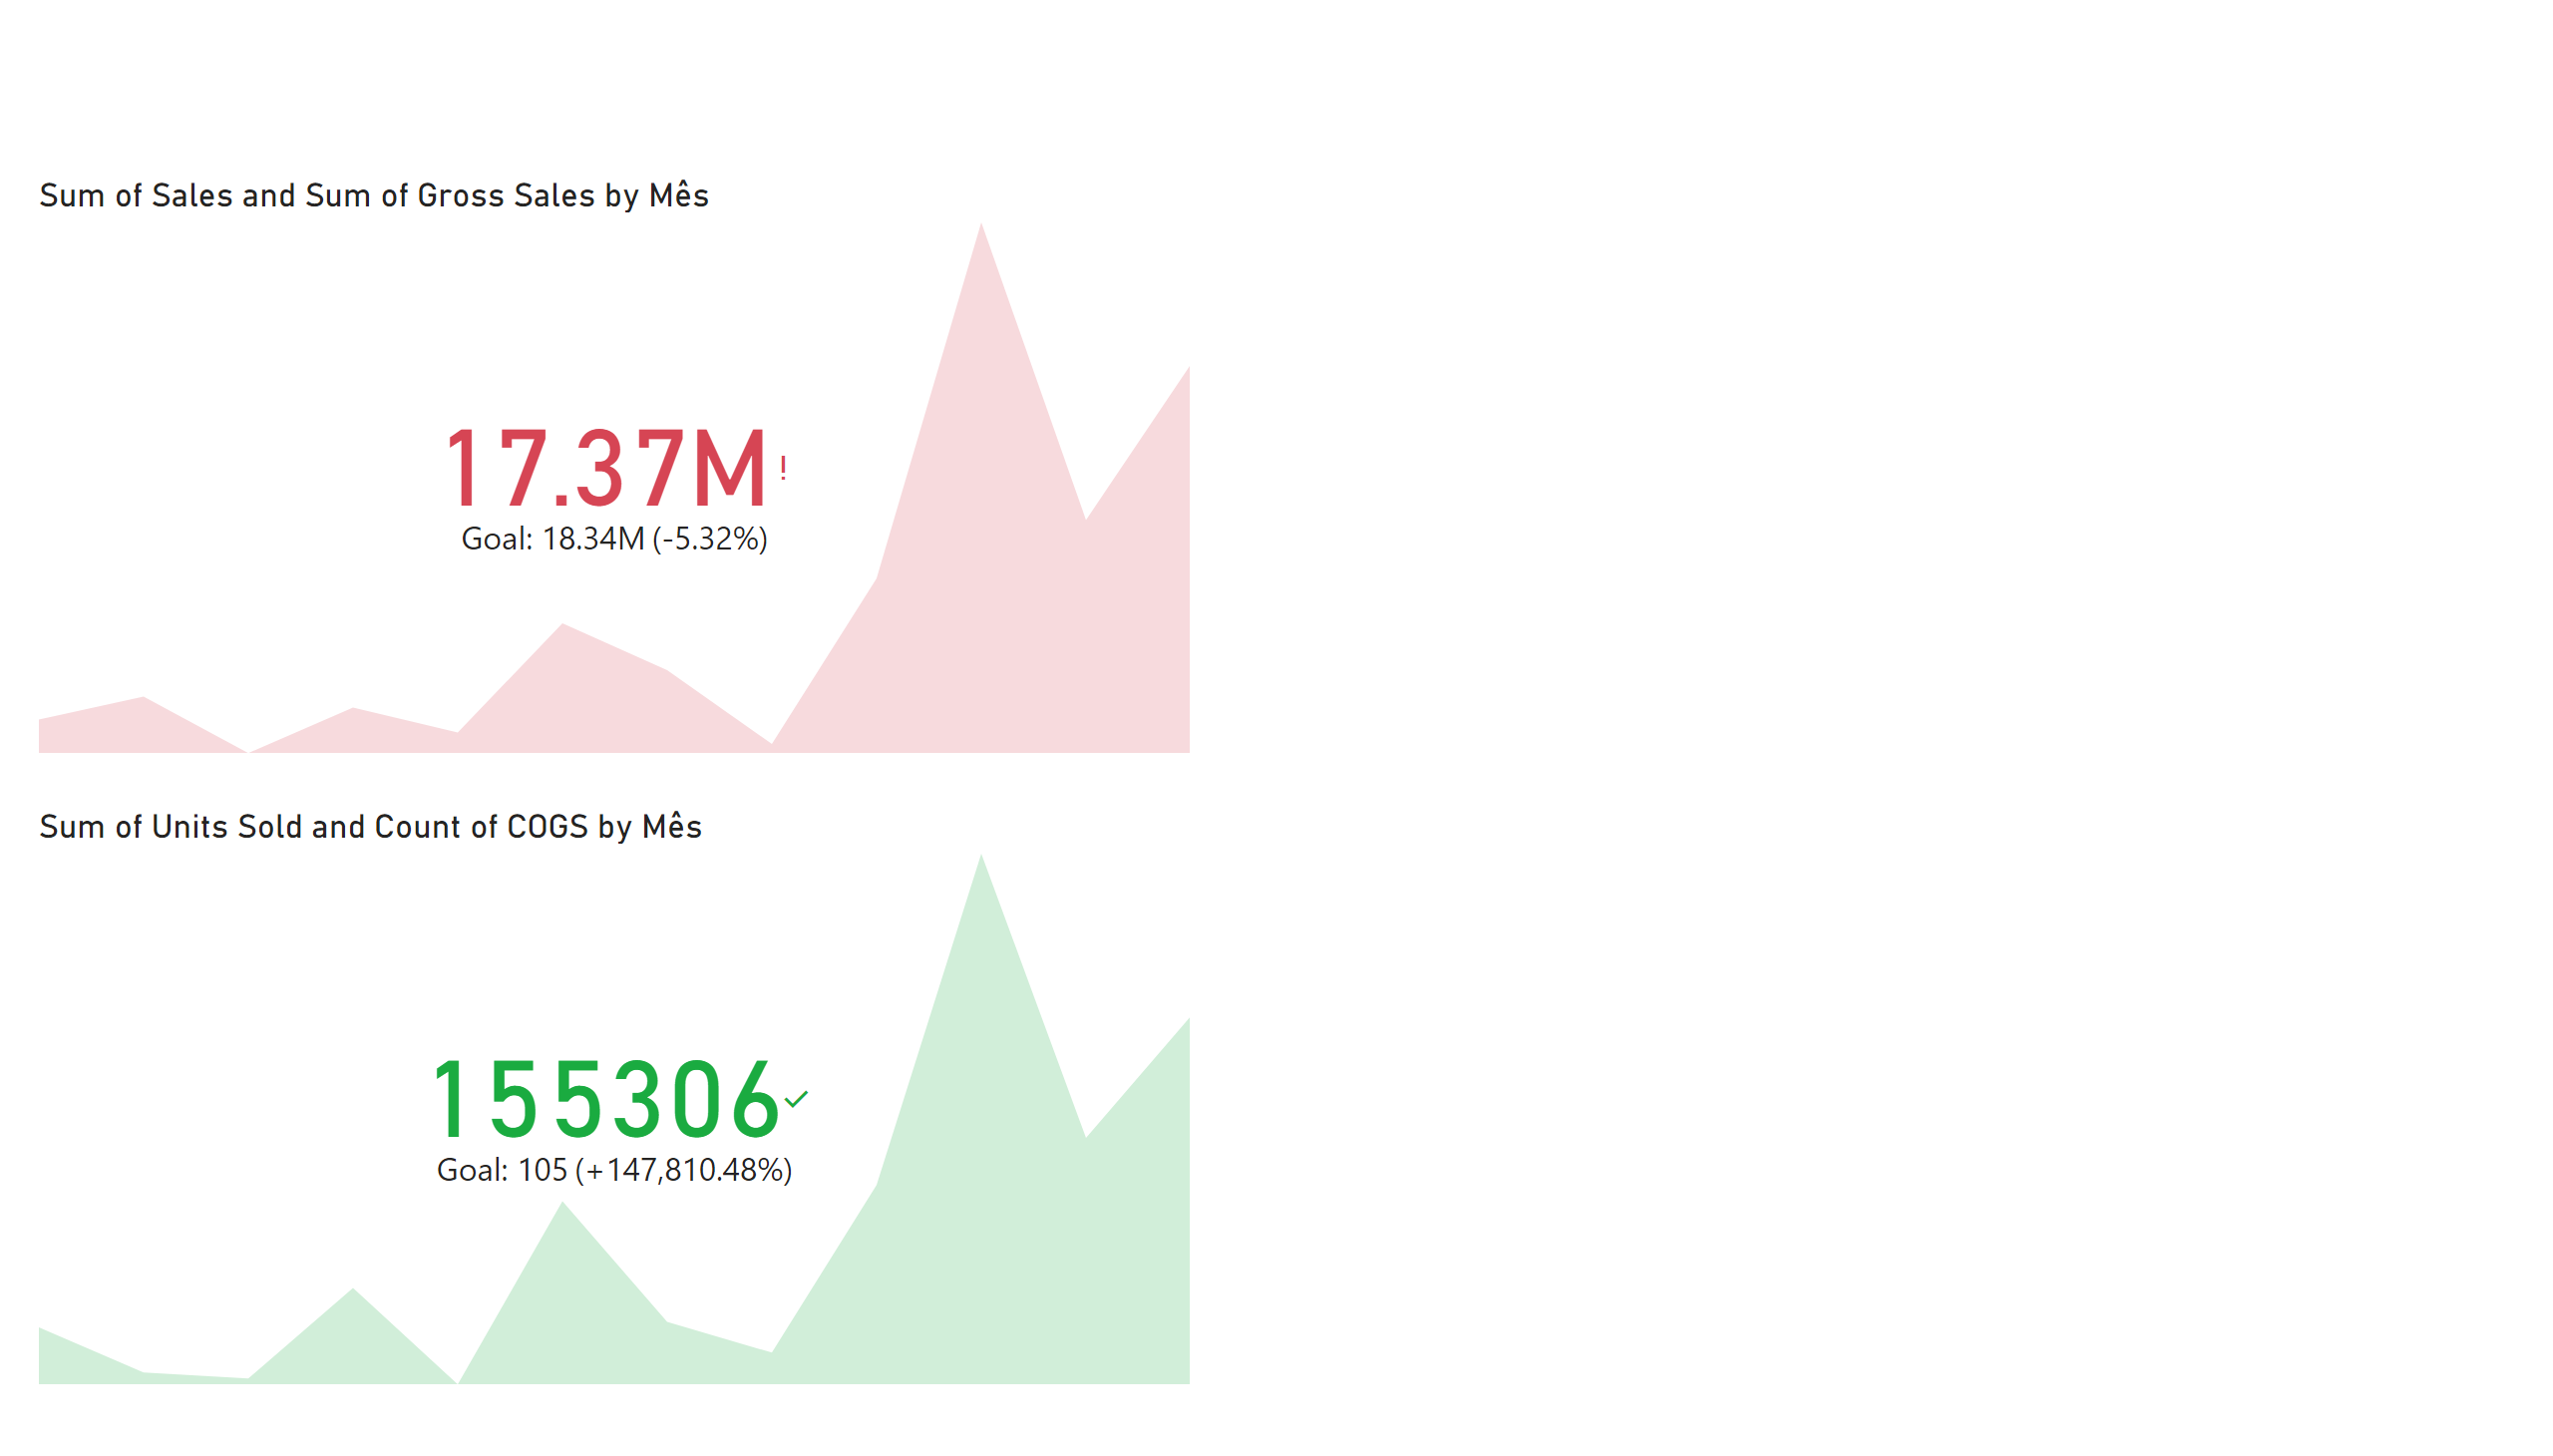 Sum of Sales and Sum of Gross Sales by Mês
17.37M !
Goal: 18.34M (-5.32%)
Sum of Units Sold and Count of COGS by Mês
155306✓
Goal: 105 (+147,810.48%)